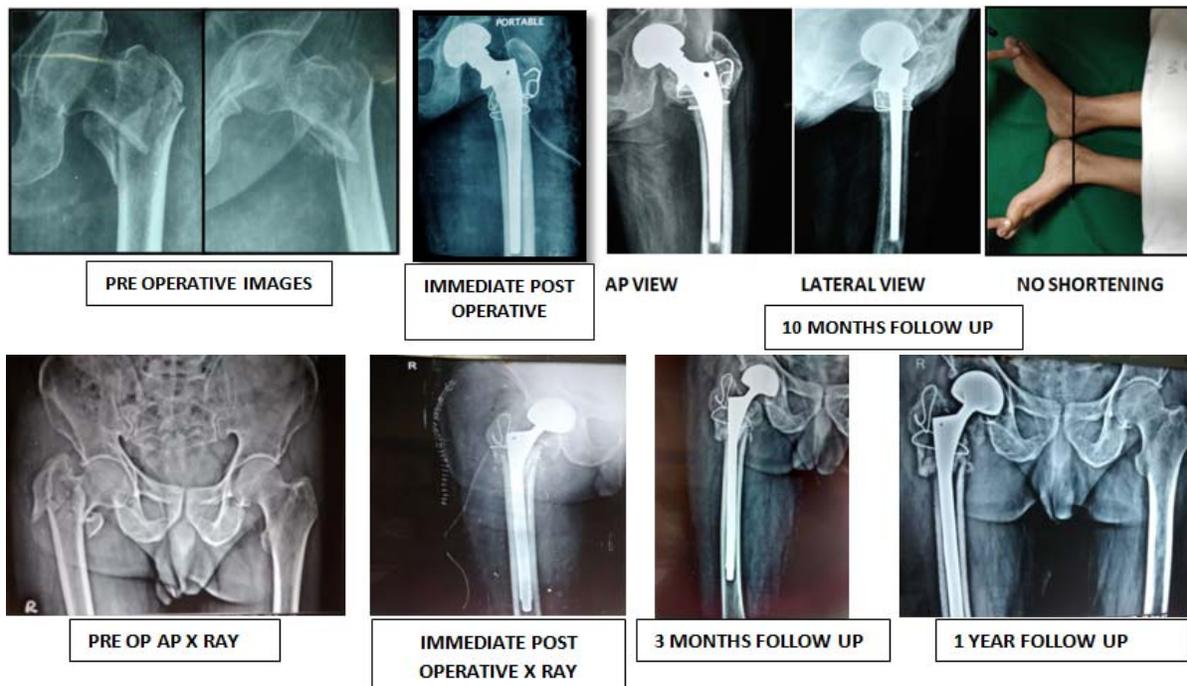 PORTABLE
PRE OPERATIVE IMAGES
IMMEDIATE POST
OPERATIVE
AP VIEW
LATERAL VIEW
NO SHORTENING
10 MONTHS FOLLOW UP
R
R
R
PRE OP AP X RAY
IMMEDIATE POST
OPERATIVE X RAY
3 MONTHS FOLLOW UP
1 YEAR FOLLOW UP